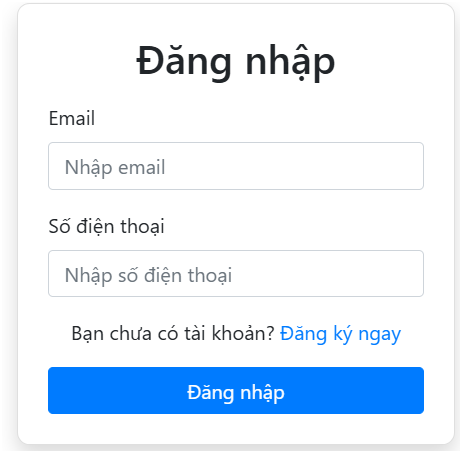 Đăng nhập
Email
Nhập email
Số điện thoại
Nhập số điện thoại
Bạn chưa có tài khoản? Đăng ký ngay
Đăng nhập